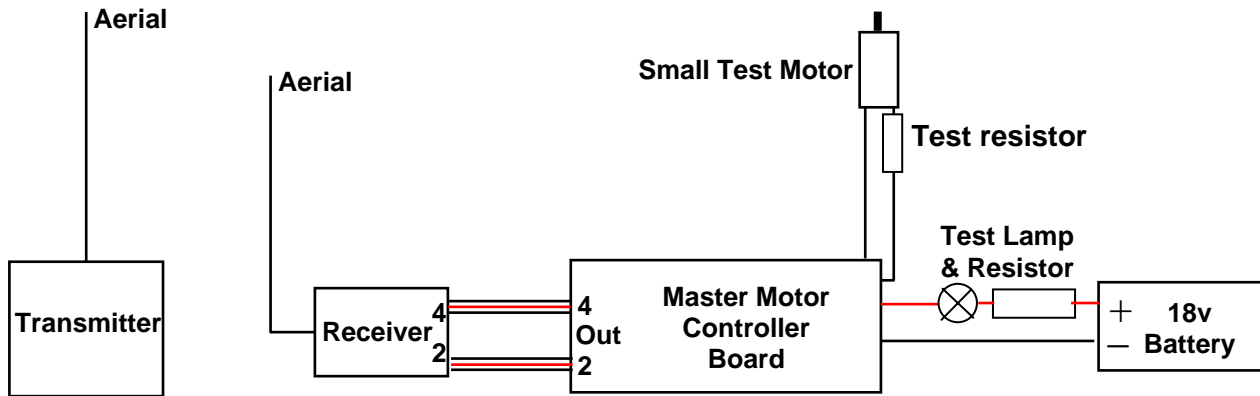 Aerial
Aerial
Small Test Motor
Test resistor
Test Lamp
& Resistor
Transmitter
Receiver
4
2
4
Out
2
Master Motor
Controller
Board
+ 18v
− Battery